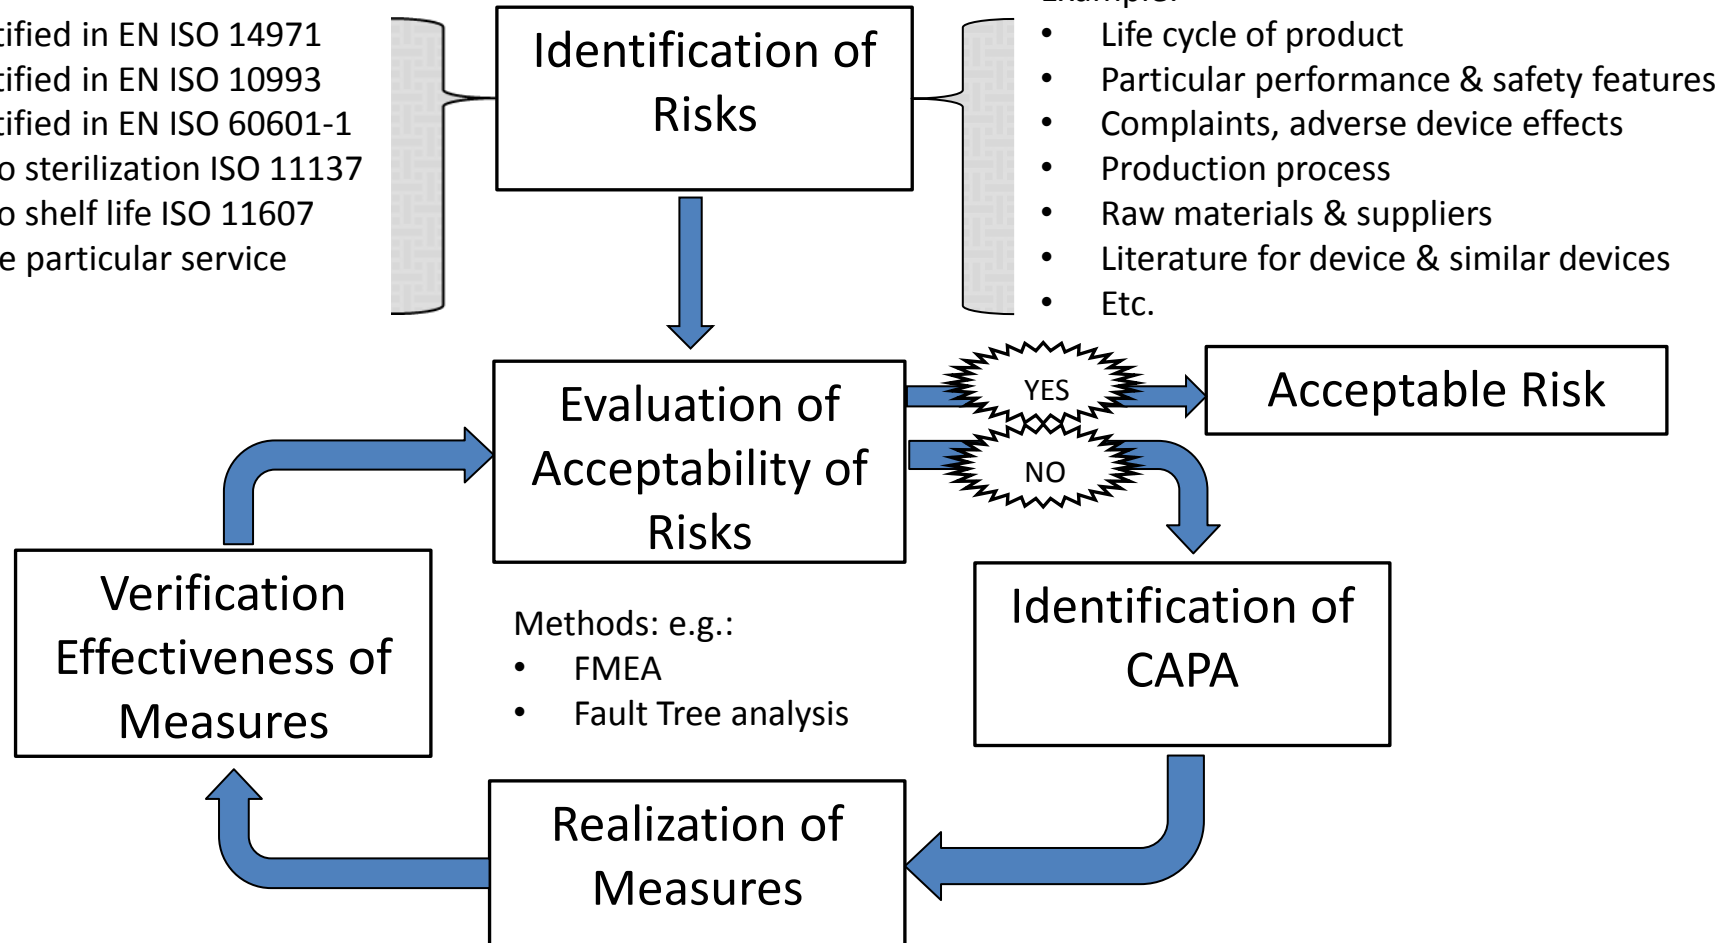 tified in EN ISO 14971
tified in EN ISO 10993
tified in EN ISO 60601-1
o sterilization ISO 11137
o shelf life ISO 11607
e particular service
Identification of
Risks
Example:
• Life cycle of product
• Particular performance & safety features
• Complaints, adverse device effects
• Production process
• Raw materials & suppliers
• Literature for device & similar devices
• Etc.
Evaluation of
Acceptability of
Risks
YES
NO
Acceptable Risk
Verification
Effectiveness of
Measures
Methods: e.g.:
• FMEA
• Fault Tree analysis
Identification of
CAPA
Realization of
Measures